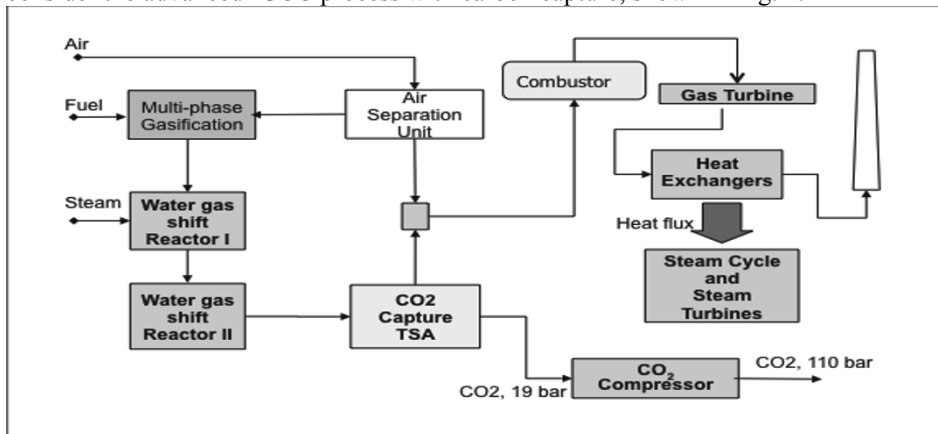 Air
Fuel
Multi-phase
Gasification
Air
Separation
Unit
Combustor
Gas Turbine
Heat
Exchangers
Steam
Water gas
shift
Reactor I
Heat flux
Steam Cycle
and
Steam
Turbines
Water gas
shift
Reactor II
CO2
Capture
TSA
CO2, 19 bar
CO2
Compressor
CO2, 110 bar